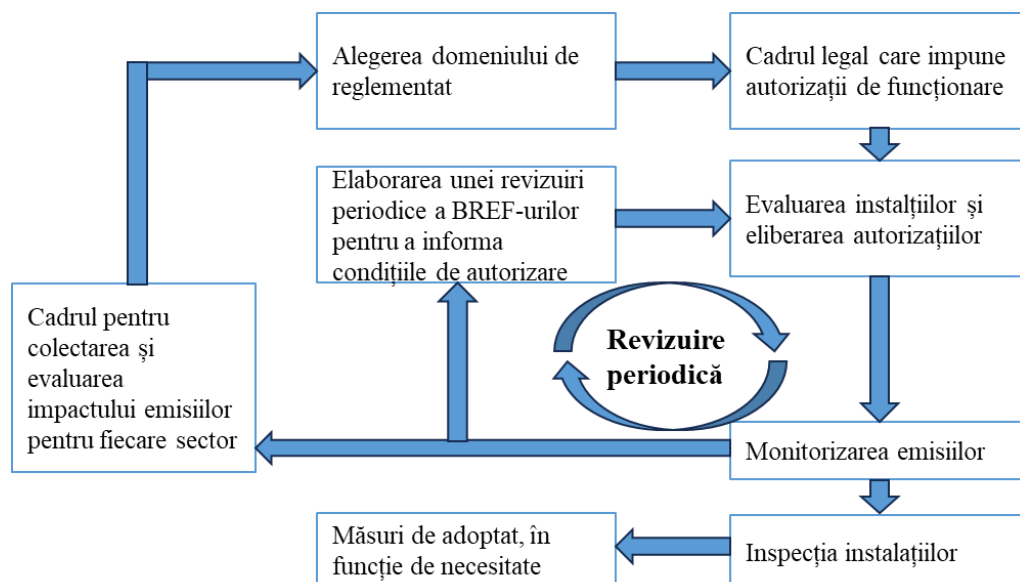 Alegerea domeniului de
reglementat
Cadrul legal care impune
autorizații de funcționare
Elaborarea unei revizuiri
periodice a BREF-urilor
pentru a informa
condițiile de autorizare
Evaluarea instalțiilor și
eliberarea autorizațiilor
Cadrul pentru
colectarea și
evaluarea
impactului emisiilor
pentru fiecare sector
Revizuire
periodică
Monitorizarea emisiilor
Măsuri de adoptat, în
funcție de necesitate
Inspecția instalațiilor